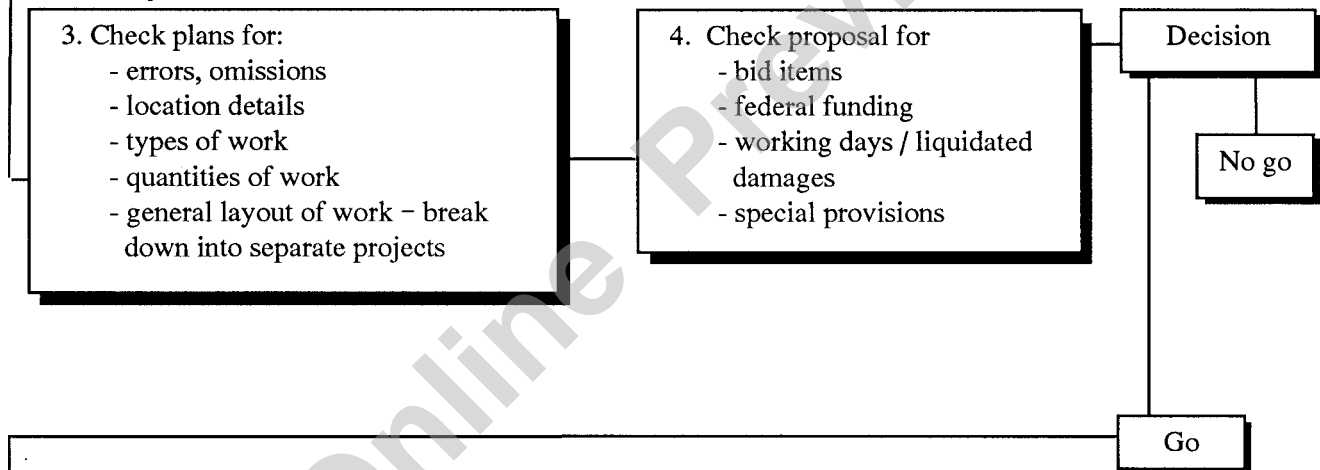 3. Check plans for:
- errors, omissions
- location details
- types of work
- quantities of work
- general layout of work – break
down into separate projects
4. Check proposal for
- bid items
- federal funding
- working days / liquidated
damages
- special provisions
Decision
No go
Go
Online Previ